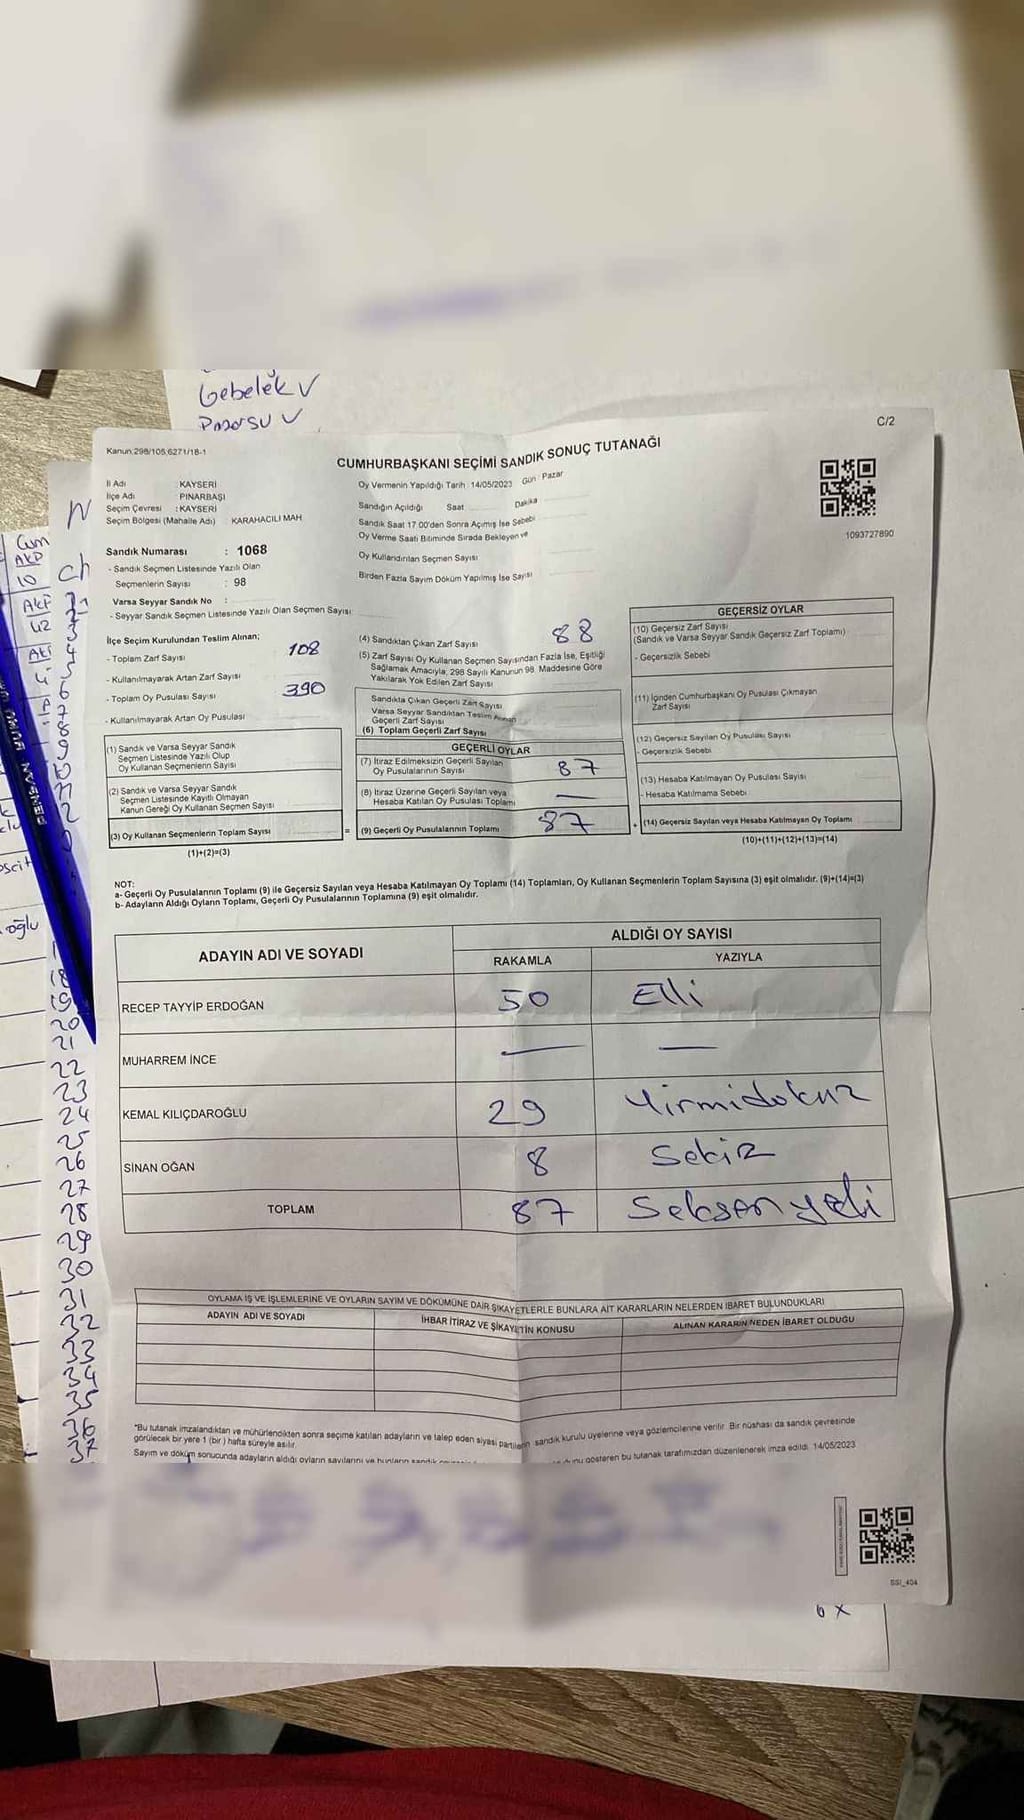 Gebelek V
Pınarsu V
C/2
Kanun:298/105,6271/18-1
CUMHURBAŞKANI SEÇİMİ SANDIK SONUÇ TUTANAĞI
İl Adı : KAYSERİ
İlçe Adı : PINARBAŞI
Seçim Çevresi : KAYSERİ
Seçim Bölgesi (Mahalle Adı) : KARAHACILI MAH
Oy Vermenin Yapıldığı Tarih : 14/05/2023 Gün : Pazar
Sandığın Açıldığı Saat Dakika
Sandık Saat 17.00'den Sonra Açımış İse Sebebi
Oy Verme Saati Bitiminde Sırada Bekleyen ve
Oy Kullandırılan Seçmen Sayısı
Birden Fazla Sayım Döküm Yapılmış İse Sayısı
1093727890
Sandık Numarası : 1068
- Sandık Seçmen Listesinde Yazılı Olan
Seçmenlerin Sayısı : 98
Varsa Seyyar Sandık No :
- Seyyar Sandık Seçmen Listesinde Yazılı Olan Seçmen Sayısı:
İlçe Seçim Kurulundan Teslim Alınan;
- Toplam Zarf Sayısı 108
- Kullanılmayarak Artan Zarf Sayısı
- Toplam Oy Pusulası Sayısı 390
- Kullanılmayarak Artan Oy Pusulası
(1) Sandık ve Varsa Seyyar Sandık
Seçmen Listesinde Yazılı Olup
Oy Kullanan Seçmenlerin Sayısı
(2) Sandık ve Varsa Seyyar Sandık
Seçmen Listesinde Kayıtlı Olmayan
Kanun Gereği Oy Kullanan Seçmen Sayısı
(3) Oy Kullanan Seçmenlerin Toplam Sayısı
(1)+(2)=(3)
(4) Sandıktan Çıkan Zarf Sayısı 88
(5) Zarf Sayısı Oy Kullanan Seçmen Sayısından Fazla İse, Eşitliği
Sağlamak Amacıyla, 298 Sayılı Kanunun 98. Maddesine Göre
Yakılarak Yok Edilen Zarf Sayısı
Sandıkta Çıkan Geçerli Zarf Sayısı
Varsa Seyyar Sandıktan Teslim Alınan
Geçerli Zarf Sayısı
(6) Toplam Geçerli Zarf Sayısı
GEÇERLİ OYLAR
(7) İtiraz Edilmeksizin Geçerli Sayılan
Oy Pusulalarının Sayısı 87
(8) İtiraz Üzerine Geçerli Sayılan veya
Hesaba Katılan Oy Pusulası Toplamı —
= (9) Geçerli Oy Pusulalarının Toplamı 87
GEÇERSİZ OYLAR
(10) Geçersiz Zarf Sayısı
(Sandık ve Varsa Seyyar Sandık Geçersiz Zarf Toplamı)
- Geçersizlik Sebebi
(11) İçinden Cumhurbaşkanı Oy Pusulası Çıkmayan
Zarf Sayısı
(12) Geçersiz Sayılan Oy Pusulası Sayısı
- Geçersizlik Sebebi
(13) Hesaba Katılmayan Oy Pusulası Sayısı
- Hesaba Katılmama Sebebi
+ (14) Geçersiz Sayılan veya Hesaba Katılmayan Oy Toplamı
(10)+(11)+(12)+(13)=(14)
NOT:
a- Geçerli Oy Pusulalarının Toplamı (9) ile Geçersiz Sayılan veya Hesaba Katılmayan Oy Toplamı (14) Toplamları, Oy Kullanan Seçmenlerin Toplam Sayısına (3) eşit olmalıdır. (9)+(14)=(3)
b- Adayların Aldığı Oyların Toplamı, Geçerli Oy Pusulalarının Toplamına (9) eşit olmalıdır.
ADAYIN ADI VE SOYADI
ALDIĞI OY SAYISI
RAKAMLA YAZIYLA
RECEP TAYYİP ERDOĞAN 50 Elli
MUHARREM İNCE — —
KEMAL KILIÇDAROĞLU 29 Yirmidokuz
SİNAN OĞAN 8 Sekiz
TOPLAM 87 Seksenyedi
OYLAMA İŞ VE İŞLEMLERİNE VE OYLARIN SAYIM VE DÖKÜMÜNE DAİR ŞİKAYETLERLE BUNLARA AİT KARARLARIN NELERDEN İBARET BULUNDUKLARI
ADAYIN ADI VE SOYADI İHBAR İTİRAZ VE ŞİKAYETİN KONUSU ALINAN KARARIN NEDEN İBARET OLDUĞU
*Bu tutanak imzalandıktan ve mühürlendikten sonra seçime katılan adayların ve talep eden siyasi partilerin sandık kurulu üyelerine veya gözlemcilerine verilir. Bir nüshası da sandık çevresinde
görülecek bir yere 1 (bir) hafta süreyle asılır.
Sayım ve döküm sonucunda adayların aldığı oyların sayılarını ve bunların gösteren bu tutanak tarafımızdan düzenlenerek imza edildi. 14/05/2023
SSI_404
6 X
Cum
AKP
10
AKP
42
oğlu
Ch
20
21
22
23
24
25
26
27
28
29
30
31
32
33
34
35
36
37